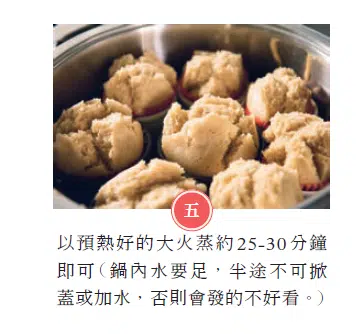 五
以預熱好的大火蒸約25-30分鐘
即可（鍋內水要足，半途不可掀
蓋或加水，否則會發的不好看。）